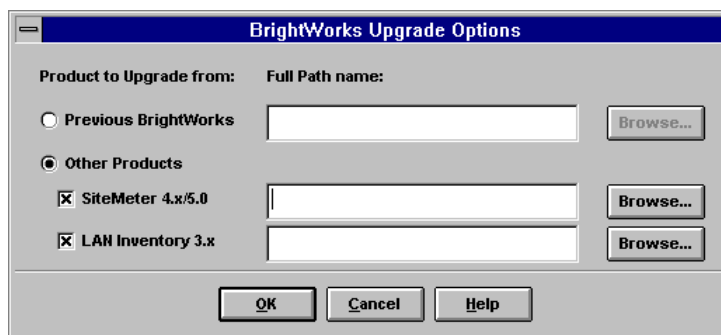 BrightWorks Upgrade Options
Product to Upgrade from: Full Path name:
Previous BrightWorks Browse...
Other Products
SiteMeter 4.x/5.0 Browse...
LAN Inventory 3.x Browse...
OK Cancel Help